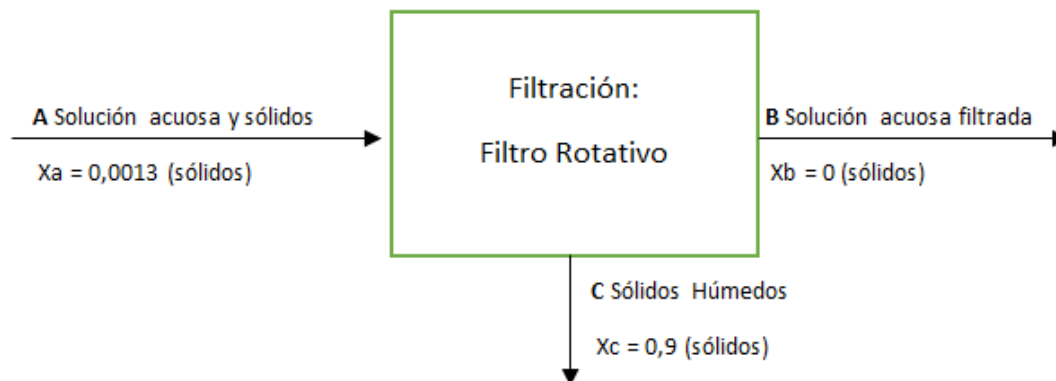 Filtración:
Filtro Rotativo
A Solución acuosa y sólidos
Xa = 0,0013 (sólidos)
B Solución acuosa filtrada
Xb = 0 (sólidos)
C Sólidos Húmedos
Xc = 0,9 (sólidos)